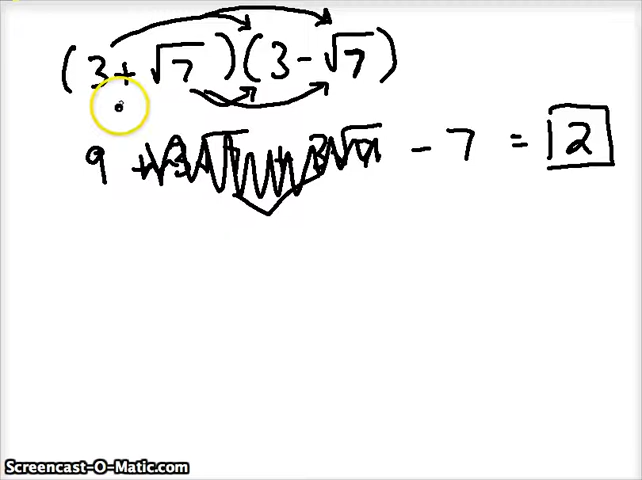 (3+√7)(3-√7)
9 - 7 = 2
Screencast-O-Matic.com